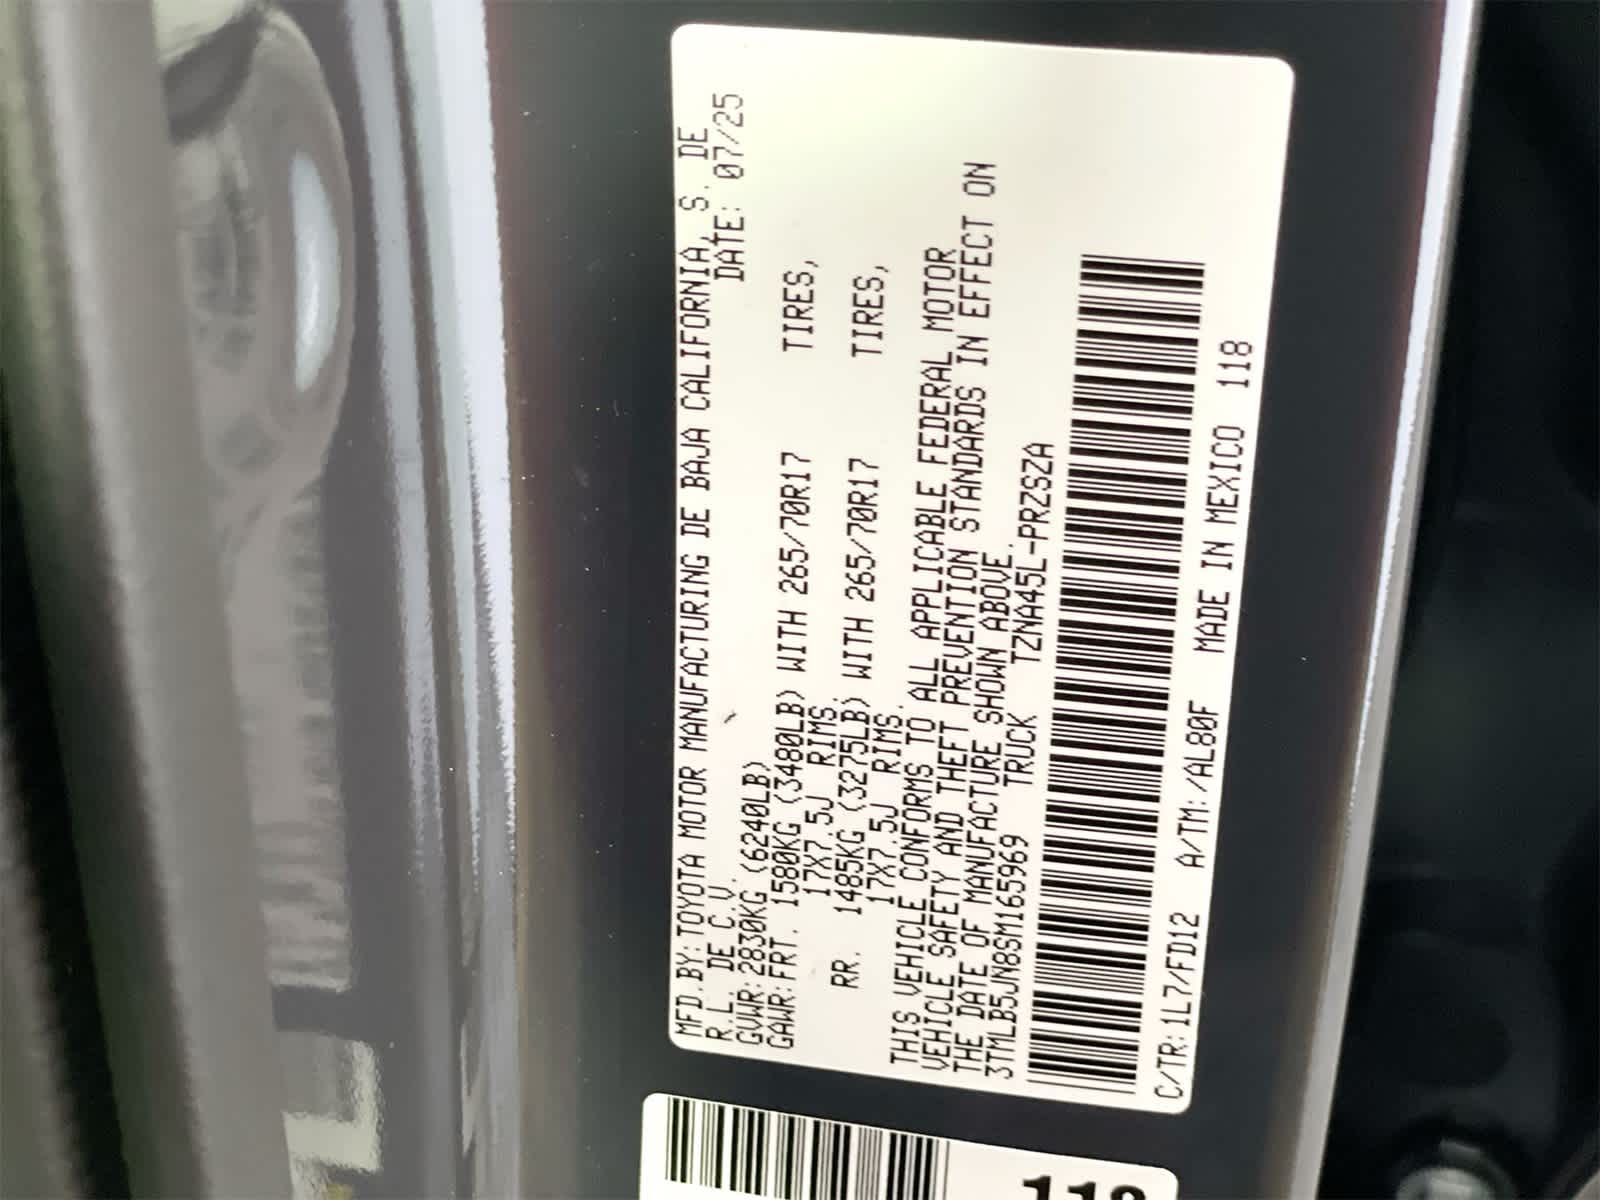 MFD.BY:TOYOTA MOTOR MANUFACTURING DE BAJA CALIFORNIA, S. DE
R.L. DE C.V. DATE: 07/25
GVWR:2830KG (6240LB)
GAWR:FRT. 1580KG (3480LB) WITH 265/70R17 TIRES,
17X7.5J RIMS.
RR. 1485KG (3275LB) WITH 265/70R17 TIRES,
17X7.5J RIMS.
THIS VEHICLE CONFORMS TO ALL APPLICABLE FEDERAL MOTOR
VEHICLE SAFETY AND THEFT PREVENTION STANDARDS IN EFFECT ON
THE DATE OF MANUFACTURE SHOWN ABOVE.
3TMLB5JN8SM165969 TRUCK TZNA45L-PRZSZA
C/TR:1L7/FD12 A/TM:/AL80F MADE IN MEXICO 118